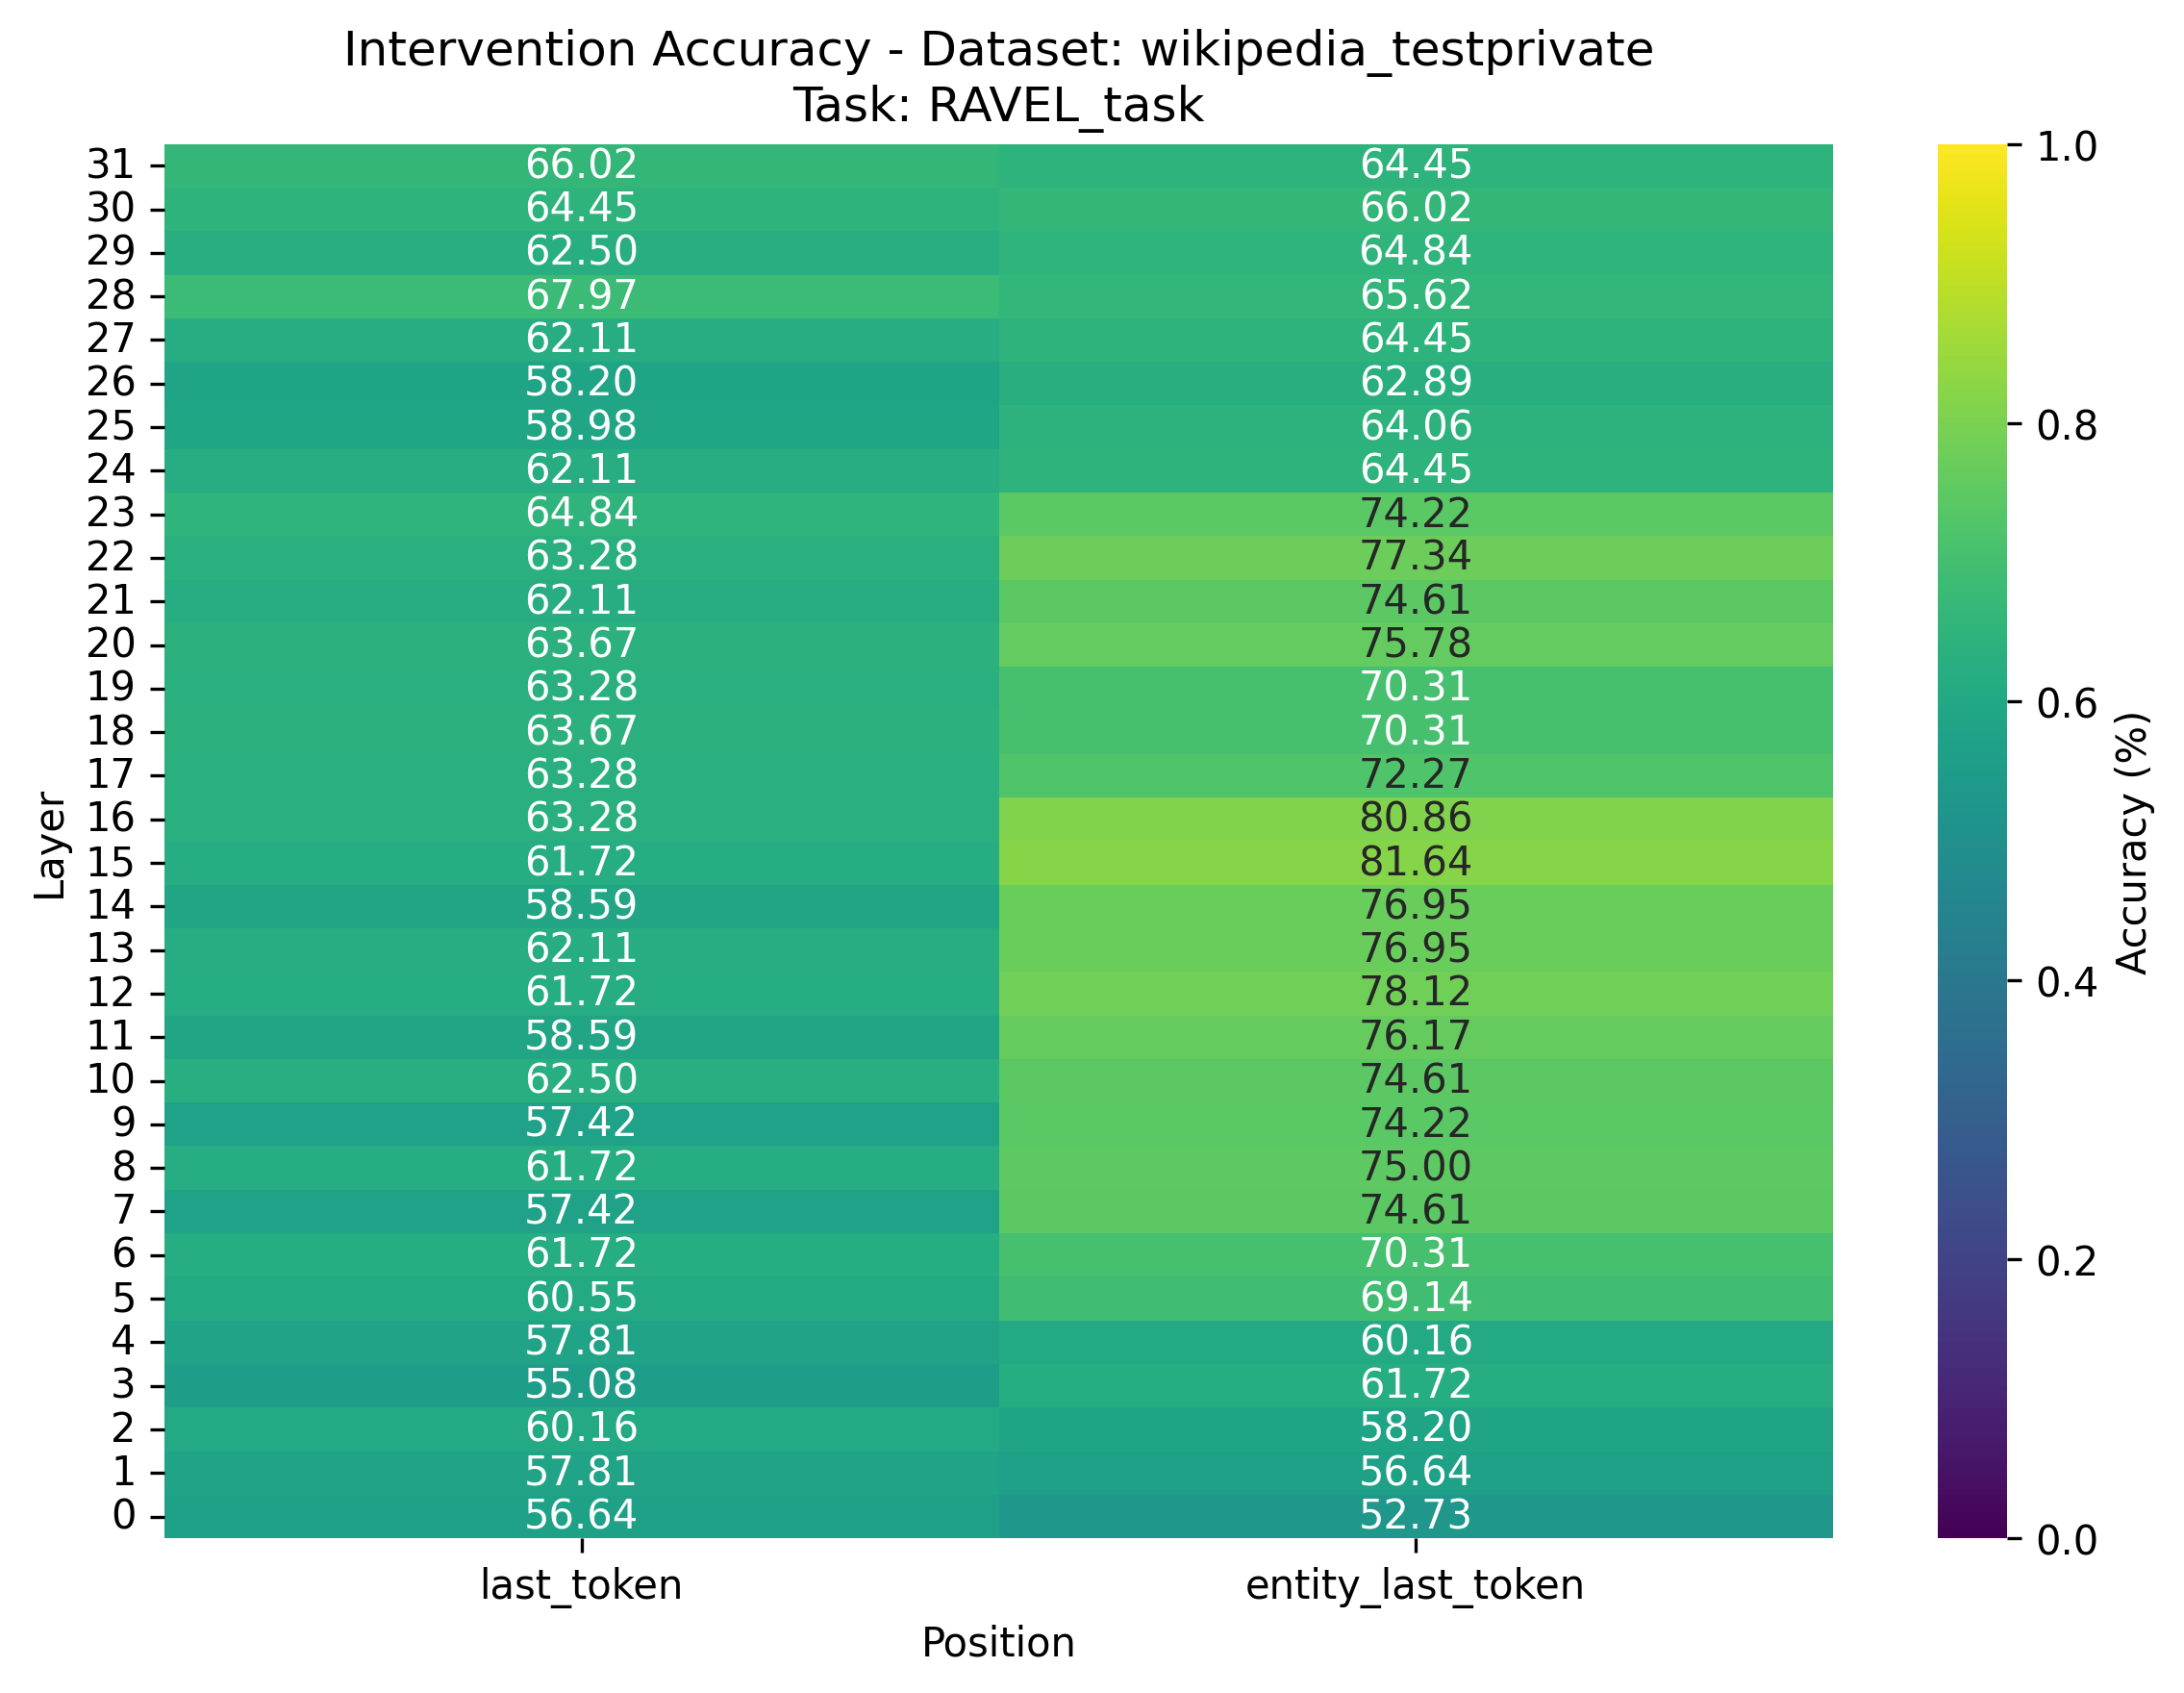 Intervention Accuracy - Dataset: wikipedia_testprivate
Task: RAVEL_task
31 66.02 64.45
30 64.45 66.02
29 62.50 64.84
28 67.97 65.62
27 62.11 64.45
26 58.20 62.89
25 58.98 64.06
24 62.11 64.45
23 64.84 74.22
22 63.28 77.34
21 62.11 74.61
20 63.67 75.78
19 63.28 70.31
18 63.67 70.31
17 63.28 72.27
16 63.28 80.86
15 61.72 81.64
14 58.59 76.95
13 62.11 76.95
12 61.72 78.12
11 58.59 76.17
10 62.50 74.61
9 57.42 74.22
8 61.72 75.00
7 57.42 74.61
6 61.72 70.31
5 60.55 69.14
4 57.81 60.16
3 55.08 61.72
2 60.16 58.20
1 57.81 56.64
0 56.64 52.73
Layer
last_token entity_last_token
Position
1.0
0.8
0.6
0.4
0.2
0.0
Accuracy (%)